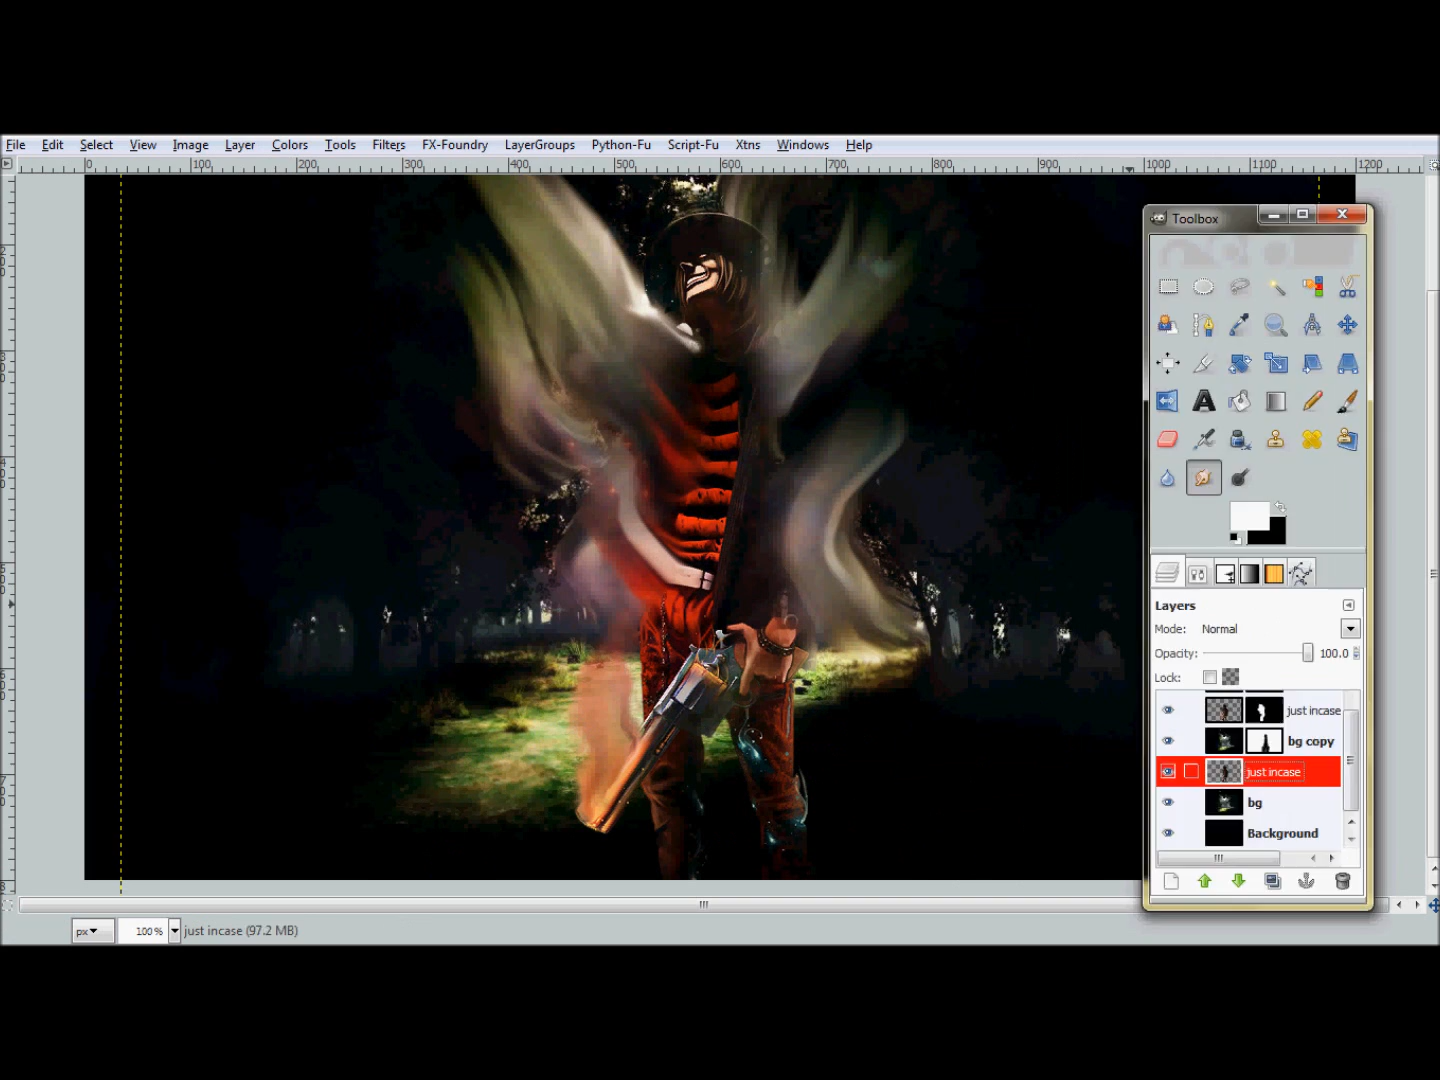 File Edit Select View Image Layer Colors Tools Filters FX-Foundry LayerGroups Python-Fu Script-Fu Xtns Windows Help
0 100 200 300 400 500 600 700 800 900 1000 1100 1200
Toolbox
Layers
Mode: Normal
Opacity: 100.0
Lock:
just incase
bg copy
just incase
bg
Background
px 100% just incase (97.2 MB)